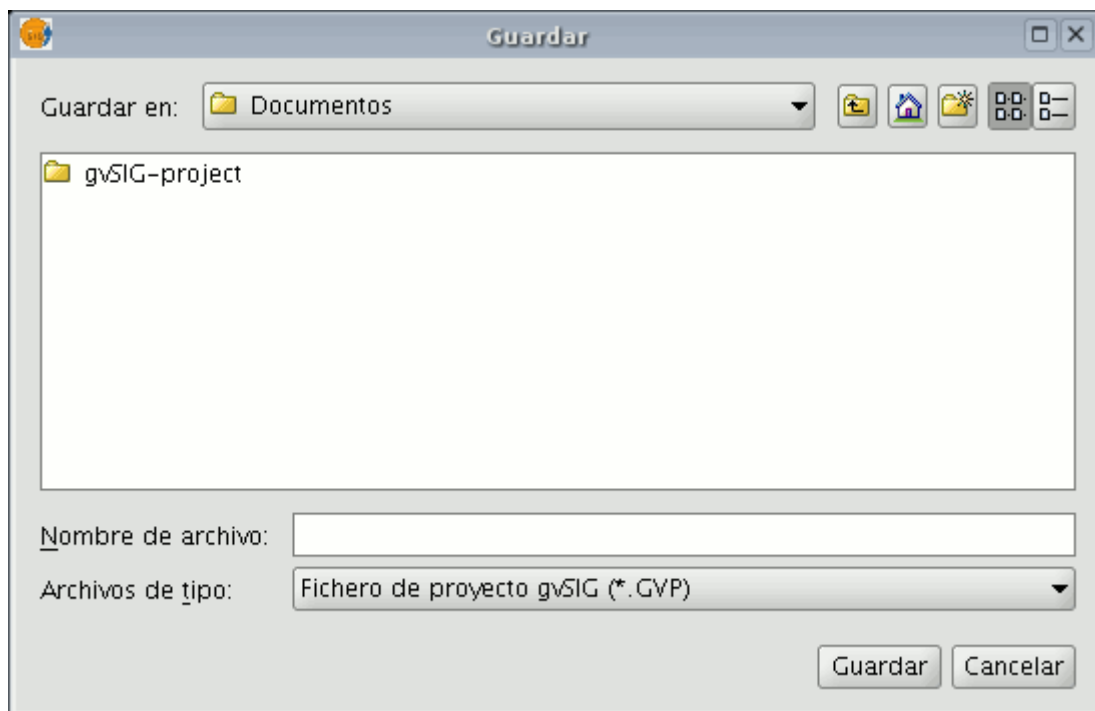 Guardar
Guardar en: Documentos
gvSIG-project
Nombre de archivo:
Archivos de tipo: Fichero de proyecto gvSIG (*.GVP)
Guardar Cancelar